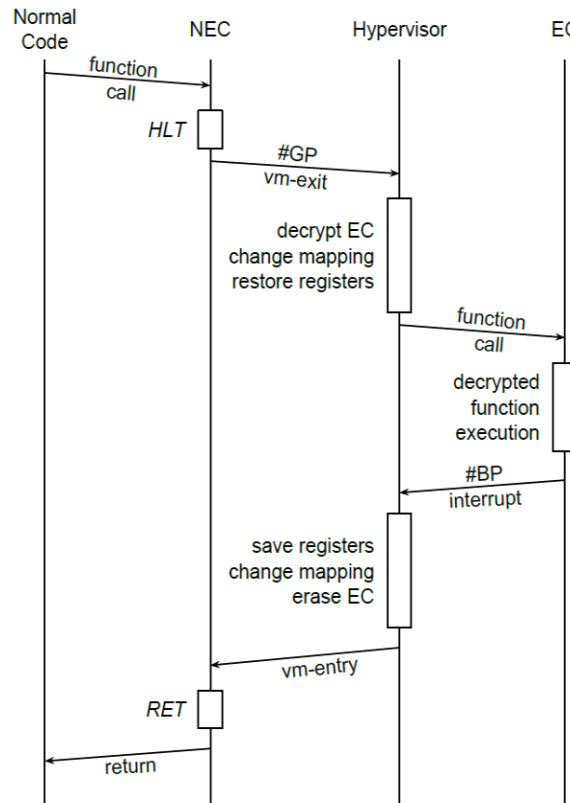 Normal
Code
NEC
Hypervisor
EC
function
call
HLT
#GP
vm-exit
decrypt EC
change mapping
restore registers
function
call
decrypted
function
execution
#BP
interrupt
save registers
change mapping
erase EC
vm-entry
RET
return